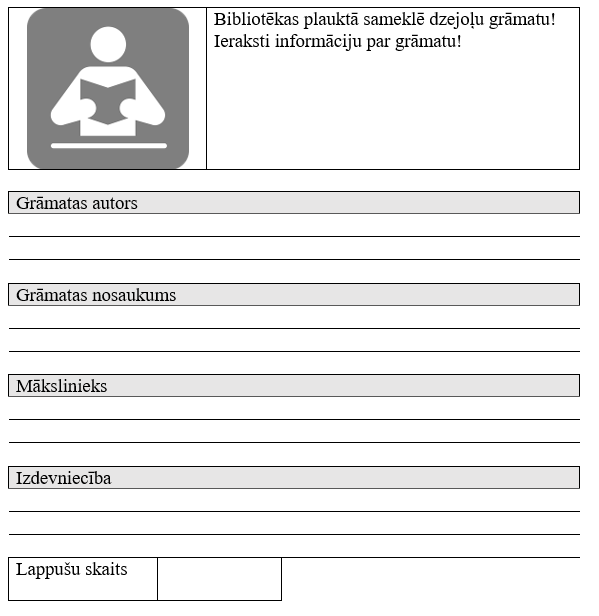 Bibliotēkas plauktā sameklē dzejoļu grāmatu!
Ieraksti informāciju par grāmatu!
Grāmatas autors
Grāmatas nosaukums
Mākslinieks
Izdevniecība
Lappušu skaits